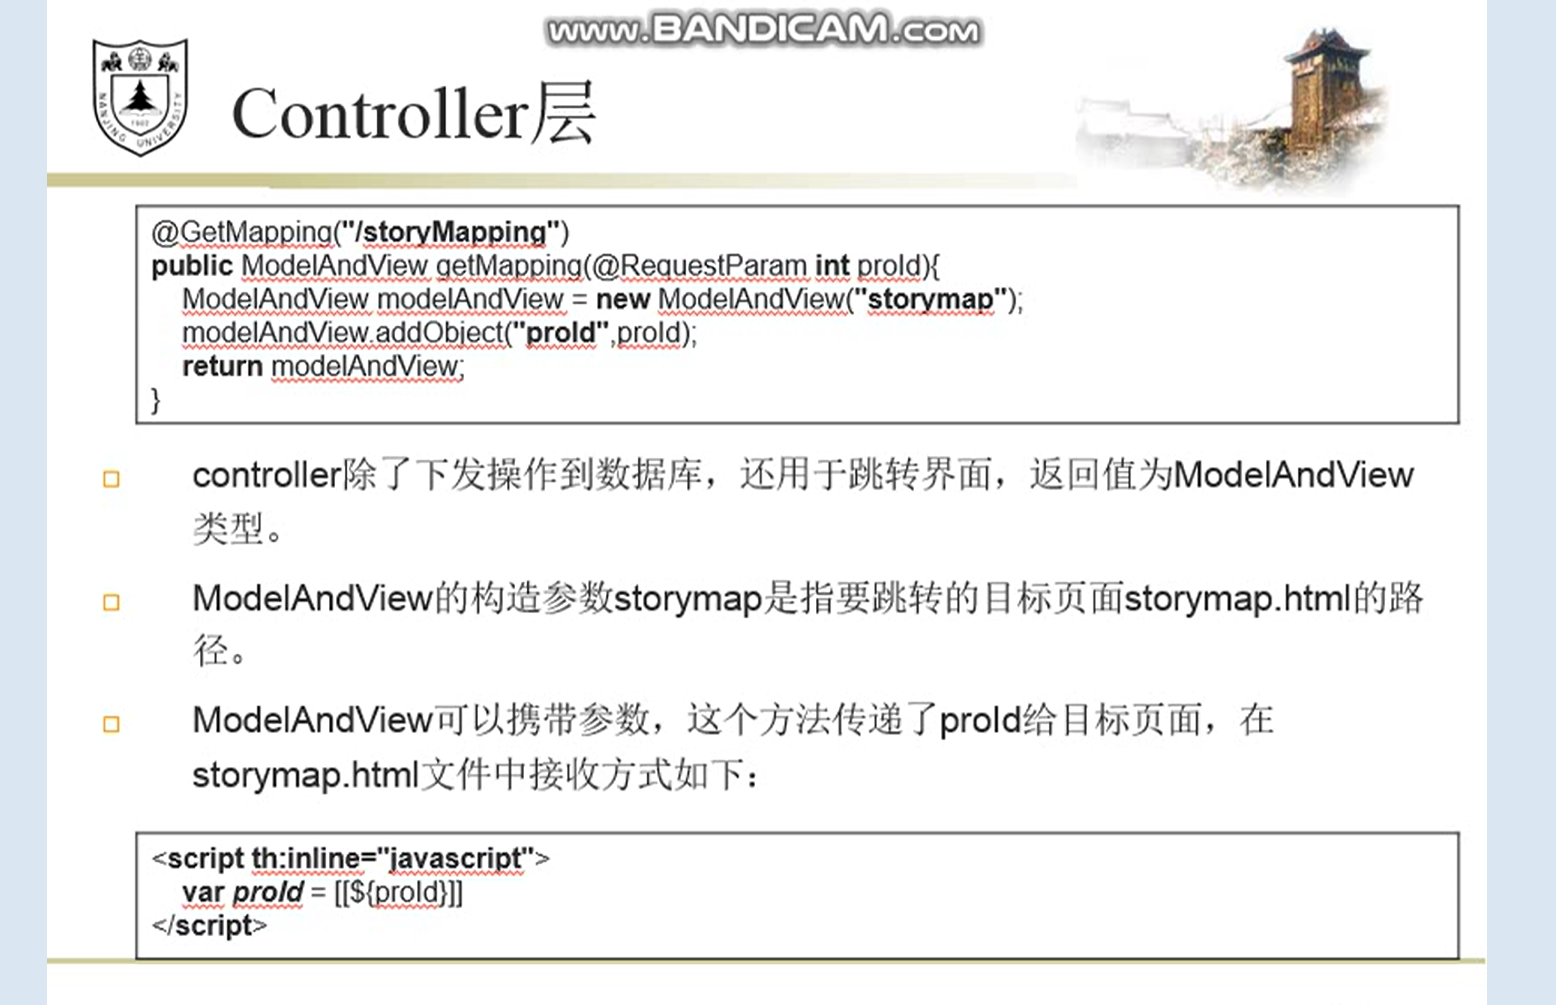 www.BANDICAM.com
NANJING UNIVERSITY
1902
Controller层
@GetMapping("/storyMapping")
public ModelAndView getMapping(@RequestParam int proId){
ModelAndView modelAndView = new ModelAndView("storymap");
modelAndView.addObject("proId",proId);
return modelAndView;
}
controller除了下发操作到数据库，还用于跳转界面，返回值为ModelAndView
类型。
ModelAndView的构造参数storymap是指要跳转的目标页面storymap.html的路
径。
ModelAndView可以携带参数，这个方法传递了proId给目标页面，在
storymap.html文件中接收方式如下：
<script th:inline="javascript">
var proId = [[${proId}]]
</script>